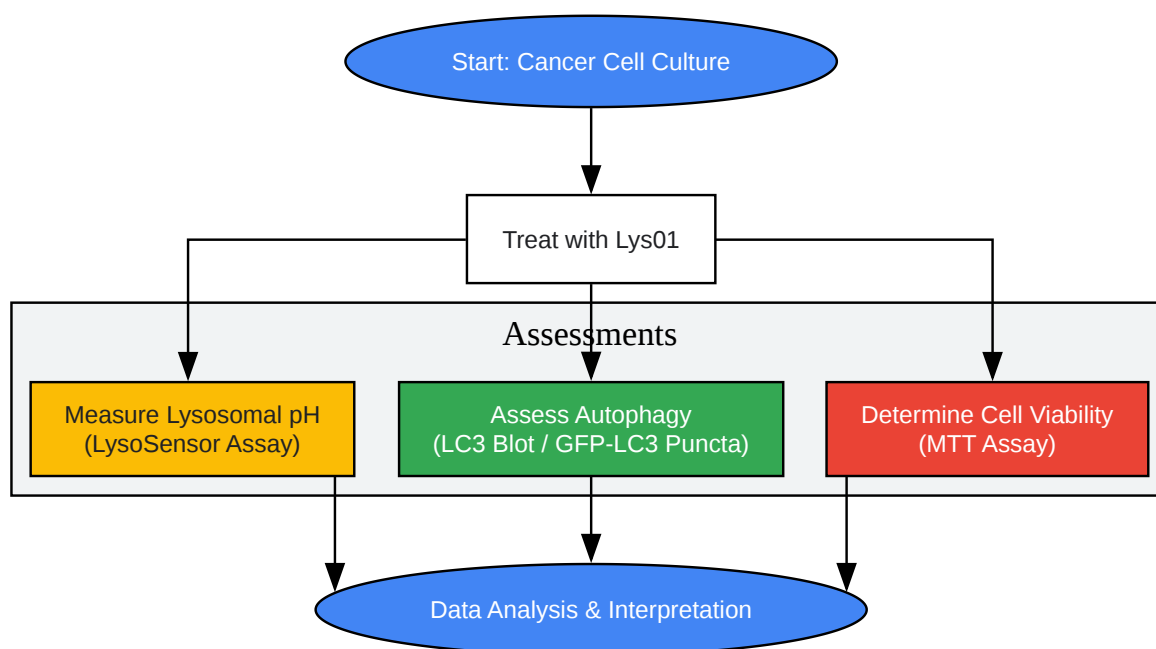 Start: Cancer Cell Culture
Treat with Lys01
Assessments
Measure Lysosomal pH
(LysoSensor Assay)
Assess Autophagy
(LC3 Blot / GFP-LC3 Puncta)
Determine Cell Viability
(MTT Assay)
Data Analysis & Interpretation